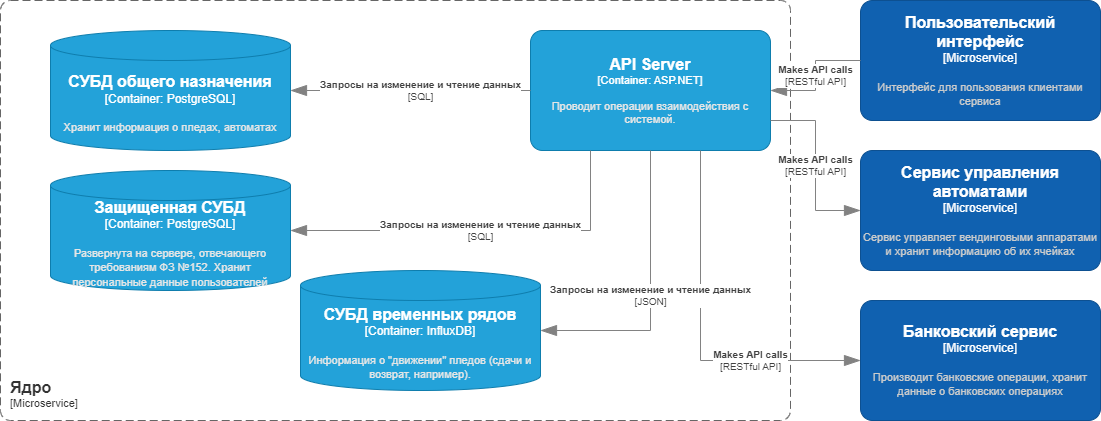 СУБД общего назначения
[Container: PostgreSQL]
Хранит информация о пледах, автоматах
Запросы на изменение и чтение данных
[SQL]
API Server
[Container: ASP.NET]
Проводит операции взаимодействия с
системой.
Makes API calls
[RESTful API]
Пользовательский
интерфейс
[Microservice]
Интерфейс для пользования клиентами
сервиса
Защищенная СУБД
[Container: PostgreSQL]
Развернута на сервере, отвечающего
требованиям ФЗ №152. Хранит
персональные данные пользователей
Запросы на изменение и чтение данных
[SQL]
Makes API calls
[RESTful API]
Сервис управления
автоматами
[Microservice]
Сервис управляет вендинговыми аппаратами
и хранит информацию об их ячейках
СУБД временных рядов
[Container: InfluxDB]
Информация о "движении" пледов (сдачи и
возврат, например).
Запросы на изменение и чтение данных
[JSON]
Makes API calls
[RESTful API]
Банковский сервис
[Microservice]
Производит банковские операции, хранит
данные о банковских операциях
Ядро
[Microservice]